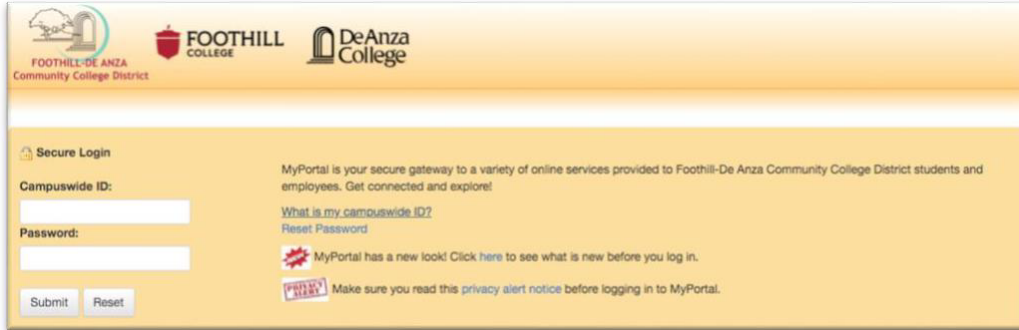 FOOTHILL-DE ANZA
Community College District
FOOTHILL
COLLEGE
DeAnza
College
Secure Login
Campuswide ID:
Password:
Submit Reset
MyPortal is your secure gateway to a variety of online services provided to Foothill-De Anza Community College District students and
employees. Get connected and explore!
What is my campuswide ID?
Reset Password
MyPortal has a new look! Click here to see what is new before you log in.
PRIVACY
ALERT
Make sure you read this privacy alert notice before logging in to MyPortal.